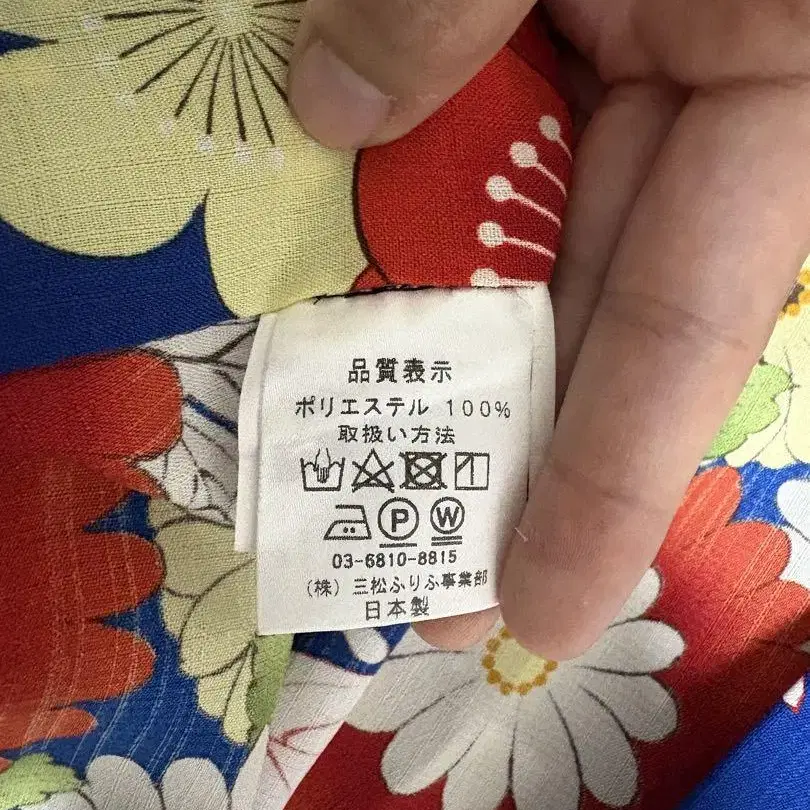 品質表示
ポリエステル 100%
取扱い方法
P W
03-6810-8815
(株) 三松ふりふ事業部
日本製